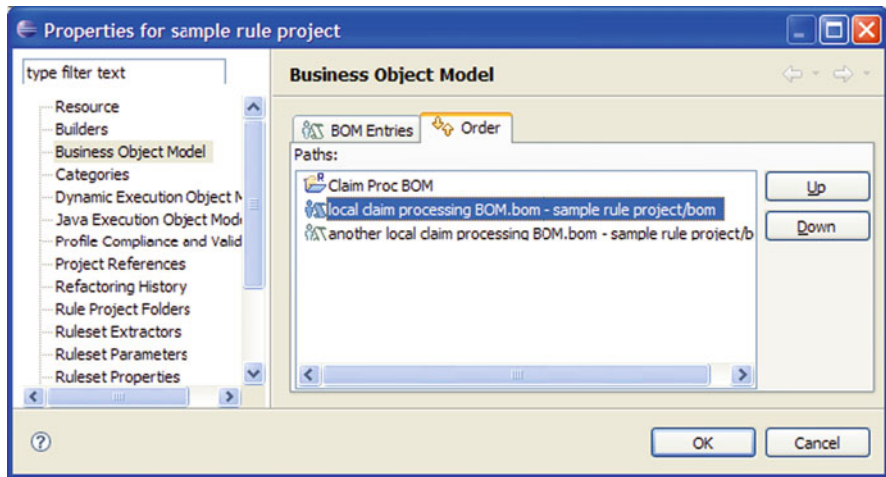 Properties for sample rule project
type filter text
Resource
Builders
Business Object Model
Categories
Dynamic Execution Object M
Java Execution Object Mode
Profile Compliance and Valid
Project References
Refactoring History
Rule Project Folders
Ruleset Extractors
Ruleset Parameters
Ruleset Properties
Business Object Model
BOM Entries
Order
Paths:
Claim Proc BOM
local claim processing BOM.bom - sample rule project/bom
another local claim processing BOM.bom - sample rule project/b
Up
Down
OK
Cancel